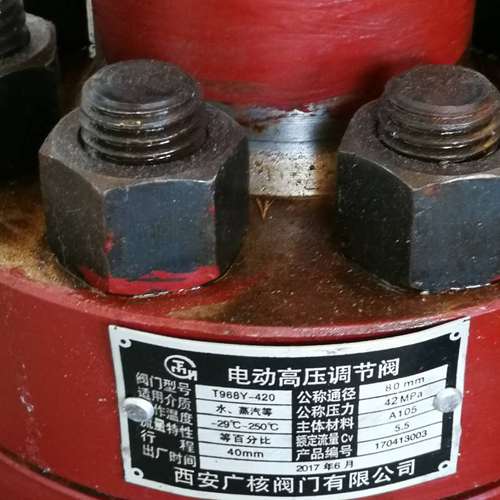 电动高压调节阀
阀门型号 T968Y-420 公称通径 80mm
适用介质 水、蒸汽等 公称压力 42MPa
工作温度 -29℃-250℃ 主体材料 A105
流量特性 等百分比 额定流量Cv 5.5
行程 40mm 产品编号 170413003
出厂时间 2017年6月
西安广核阀门有限公司